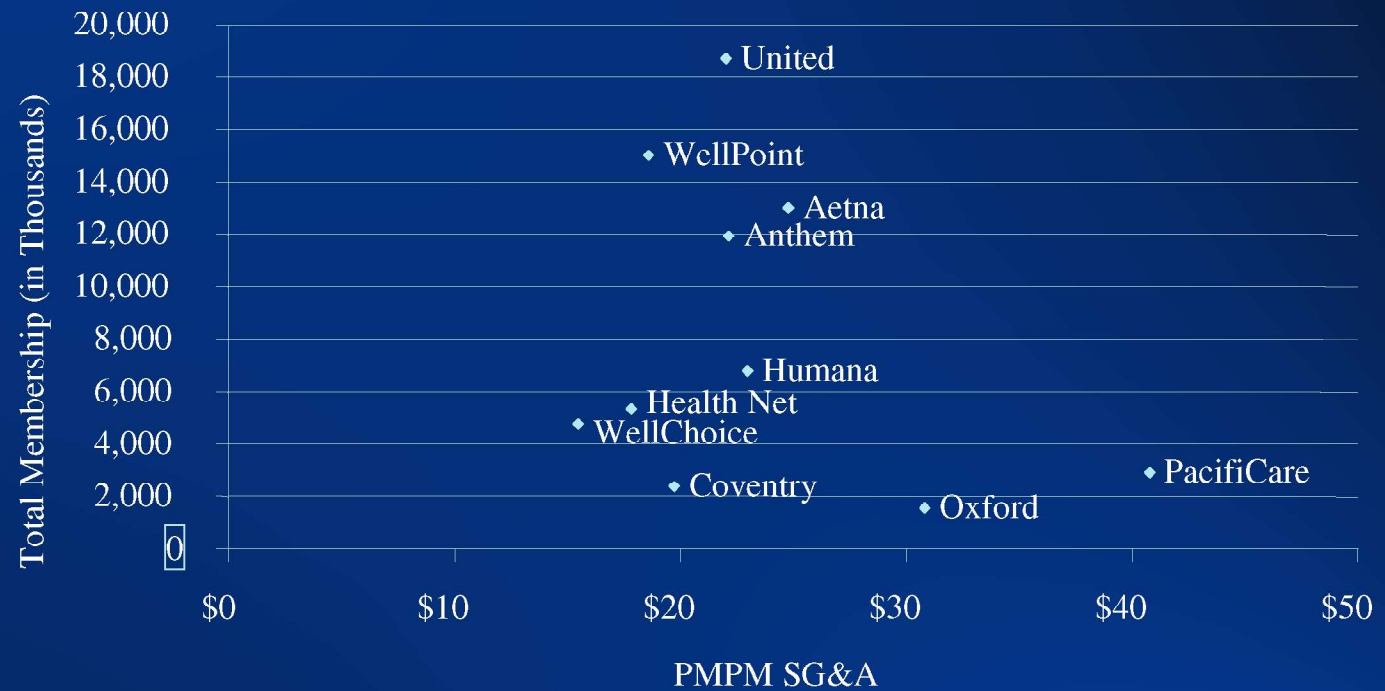 20,000
18,000
16,000
14,000
12,000
10,000
8,000
6,000
4,000
2,000
0
Total Membership (in Thousands)
United
WellPoint
Aetna
Anthem
Humana
Health Net
WellChoice
Coventry
PacifiCare
Oxford
$0 $10 $20 $30 $40 $50
PMPM SG&A